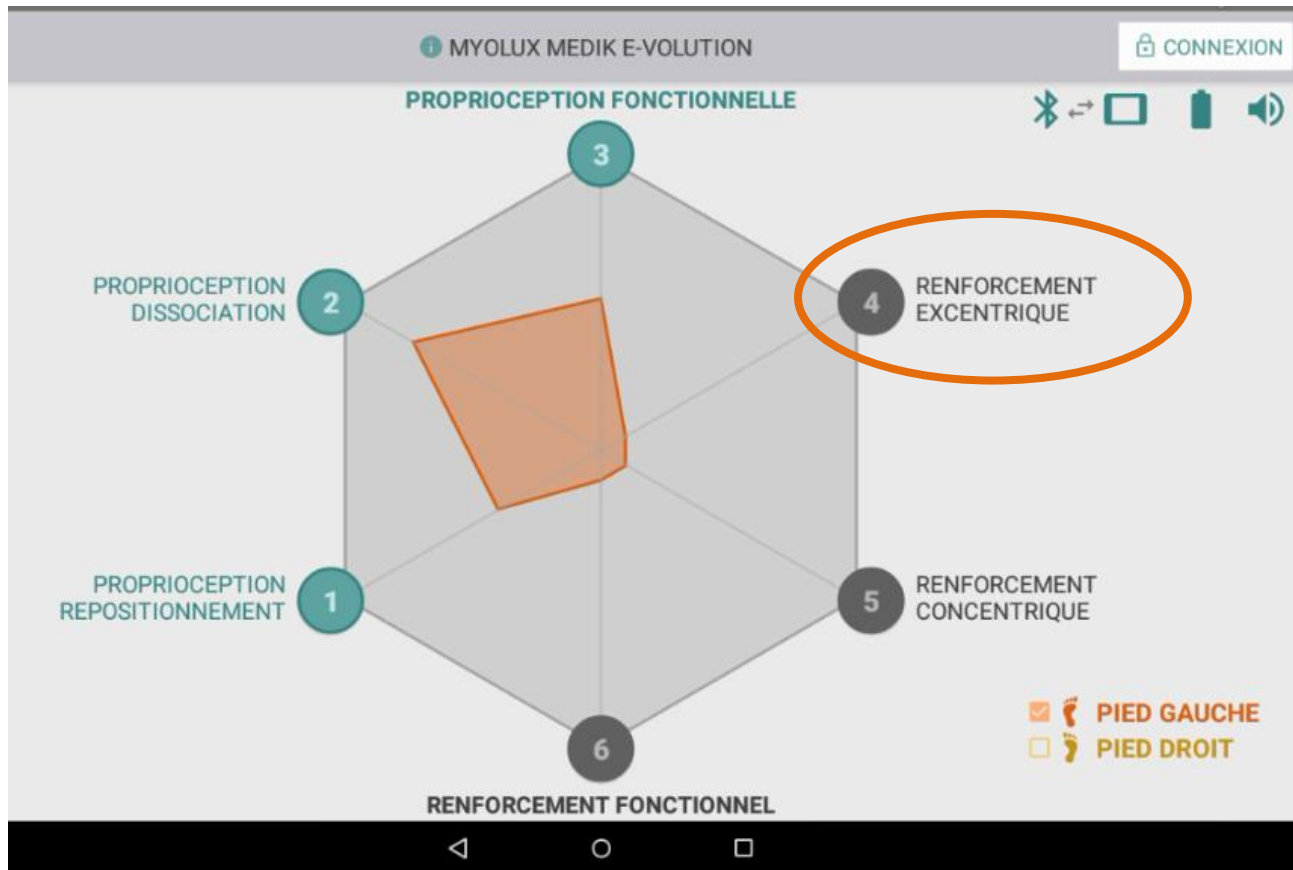 MYOLUX MEDIK E-VOLUTION
CONNEXION
PROPRIOCEPTION FONCTIONNELLE
3
PROPRIOCEPTION
DISSOCIATION
2
4
RENFORCEMENT
EXCENTRIQUE
PROPRIOCEPTION
REPOSITIONNEMENT
1
5
RENFORCEMENT
CONCENTRIQUE
6
RENFORCEMENT FONCTIONNEL
PIED GAUCHE
PIED DROIT